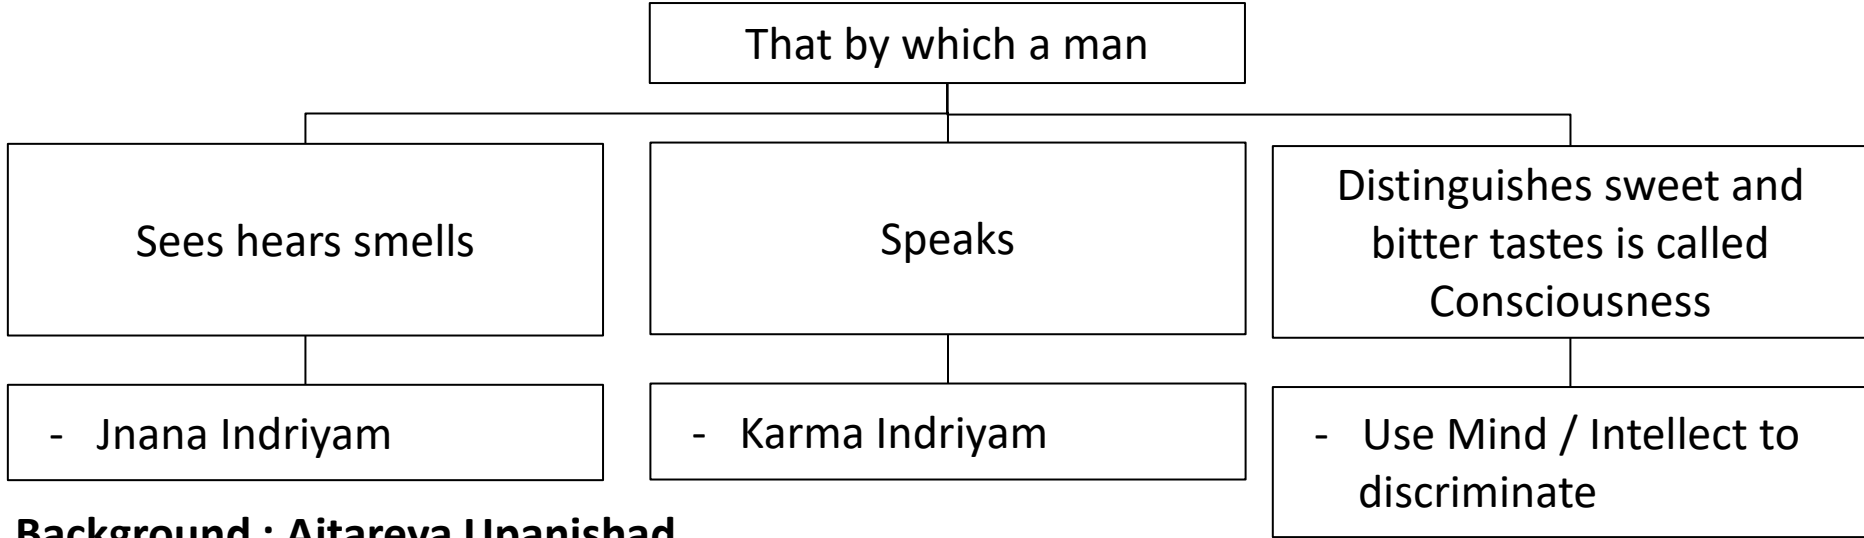 That by which a man
Sees hears smells
Speaks
Distinguishes sweet and
bitter tastes is called
Consciousness
- Jnana Indriyam
- Karma Indriyam
- Use Mind / Intellect to
discriminate
Background : Aitareya Upanishad